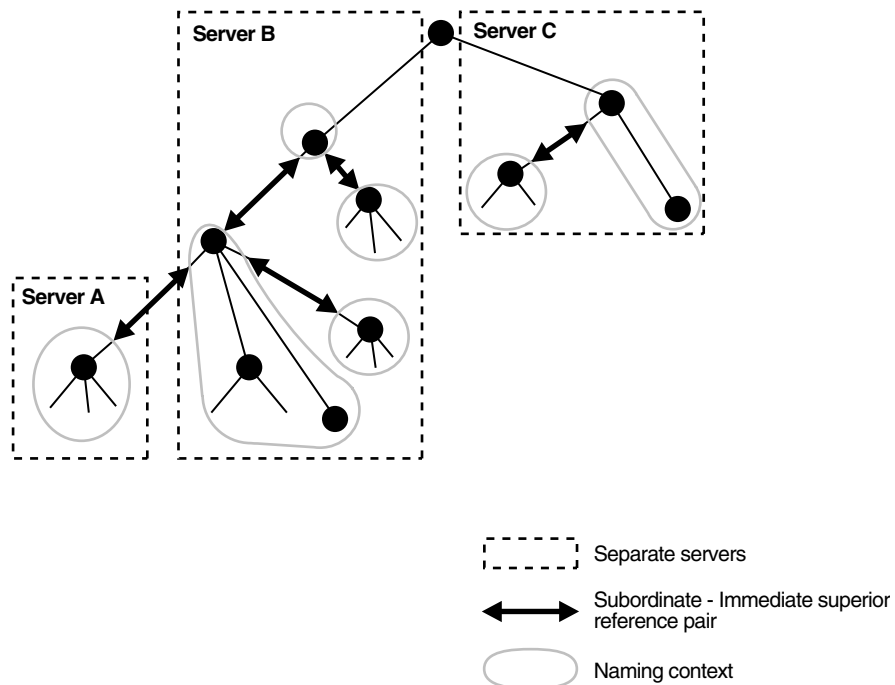 Server B
Server C
Server A
Separate servers
Subordinate - Immediate superior
reference pair
Naming context